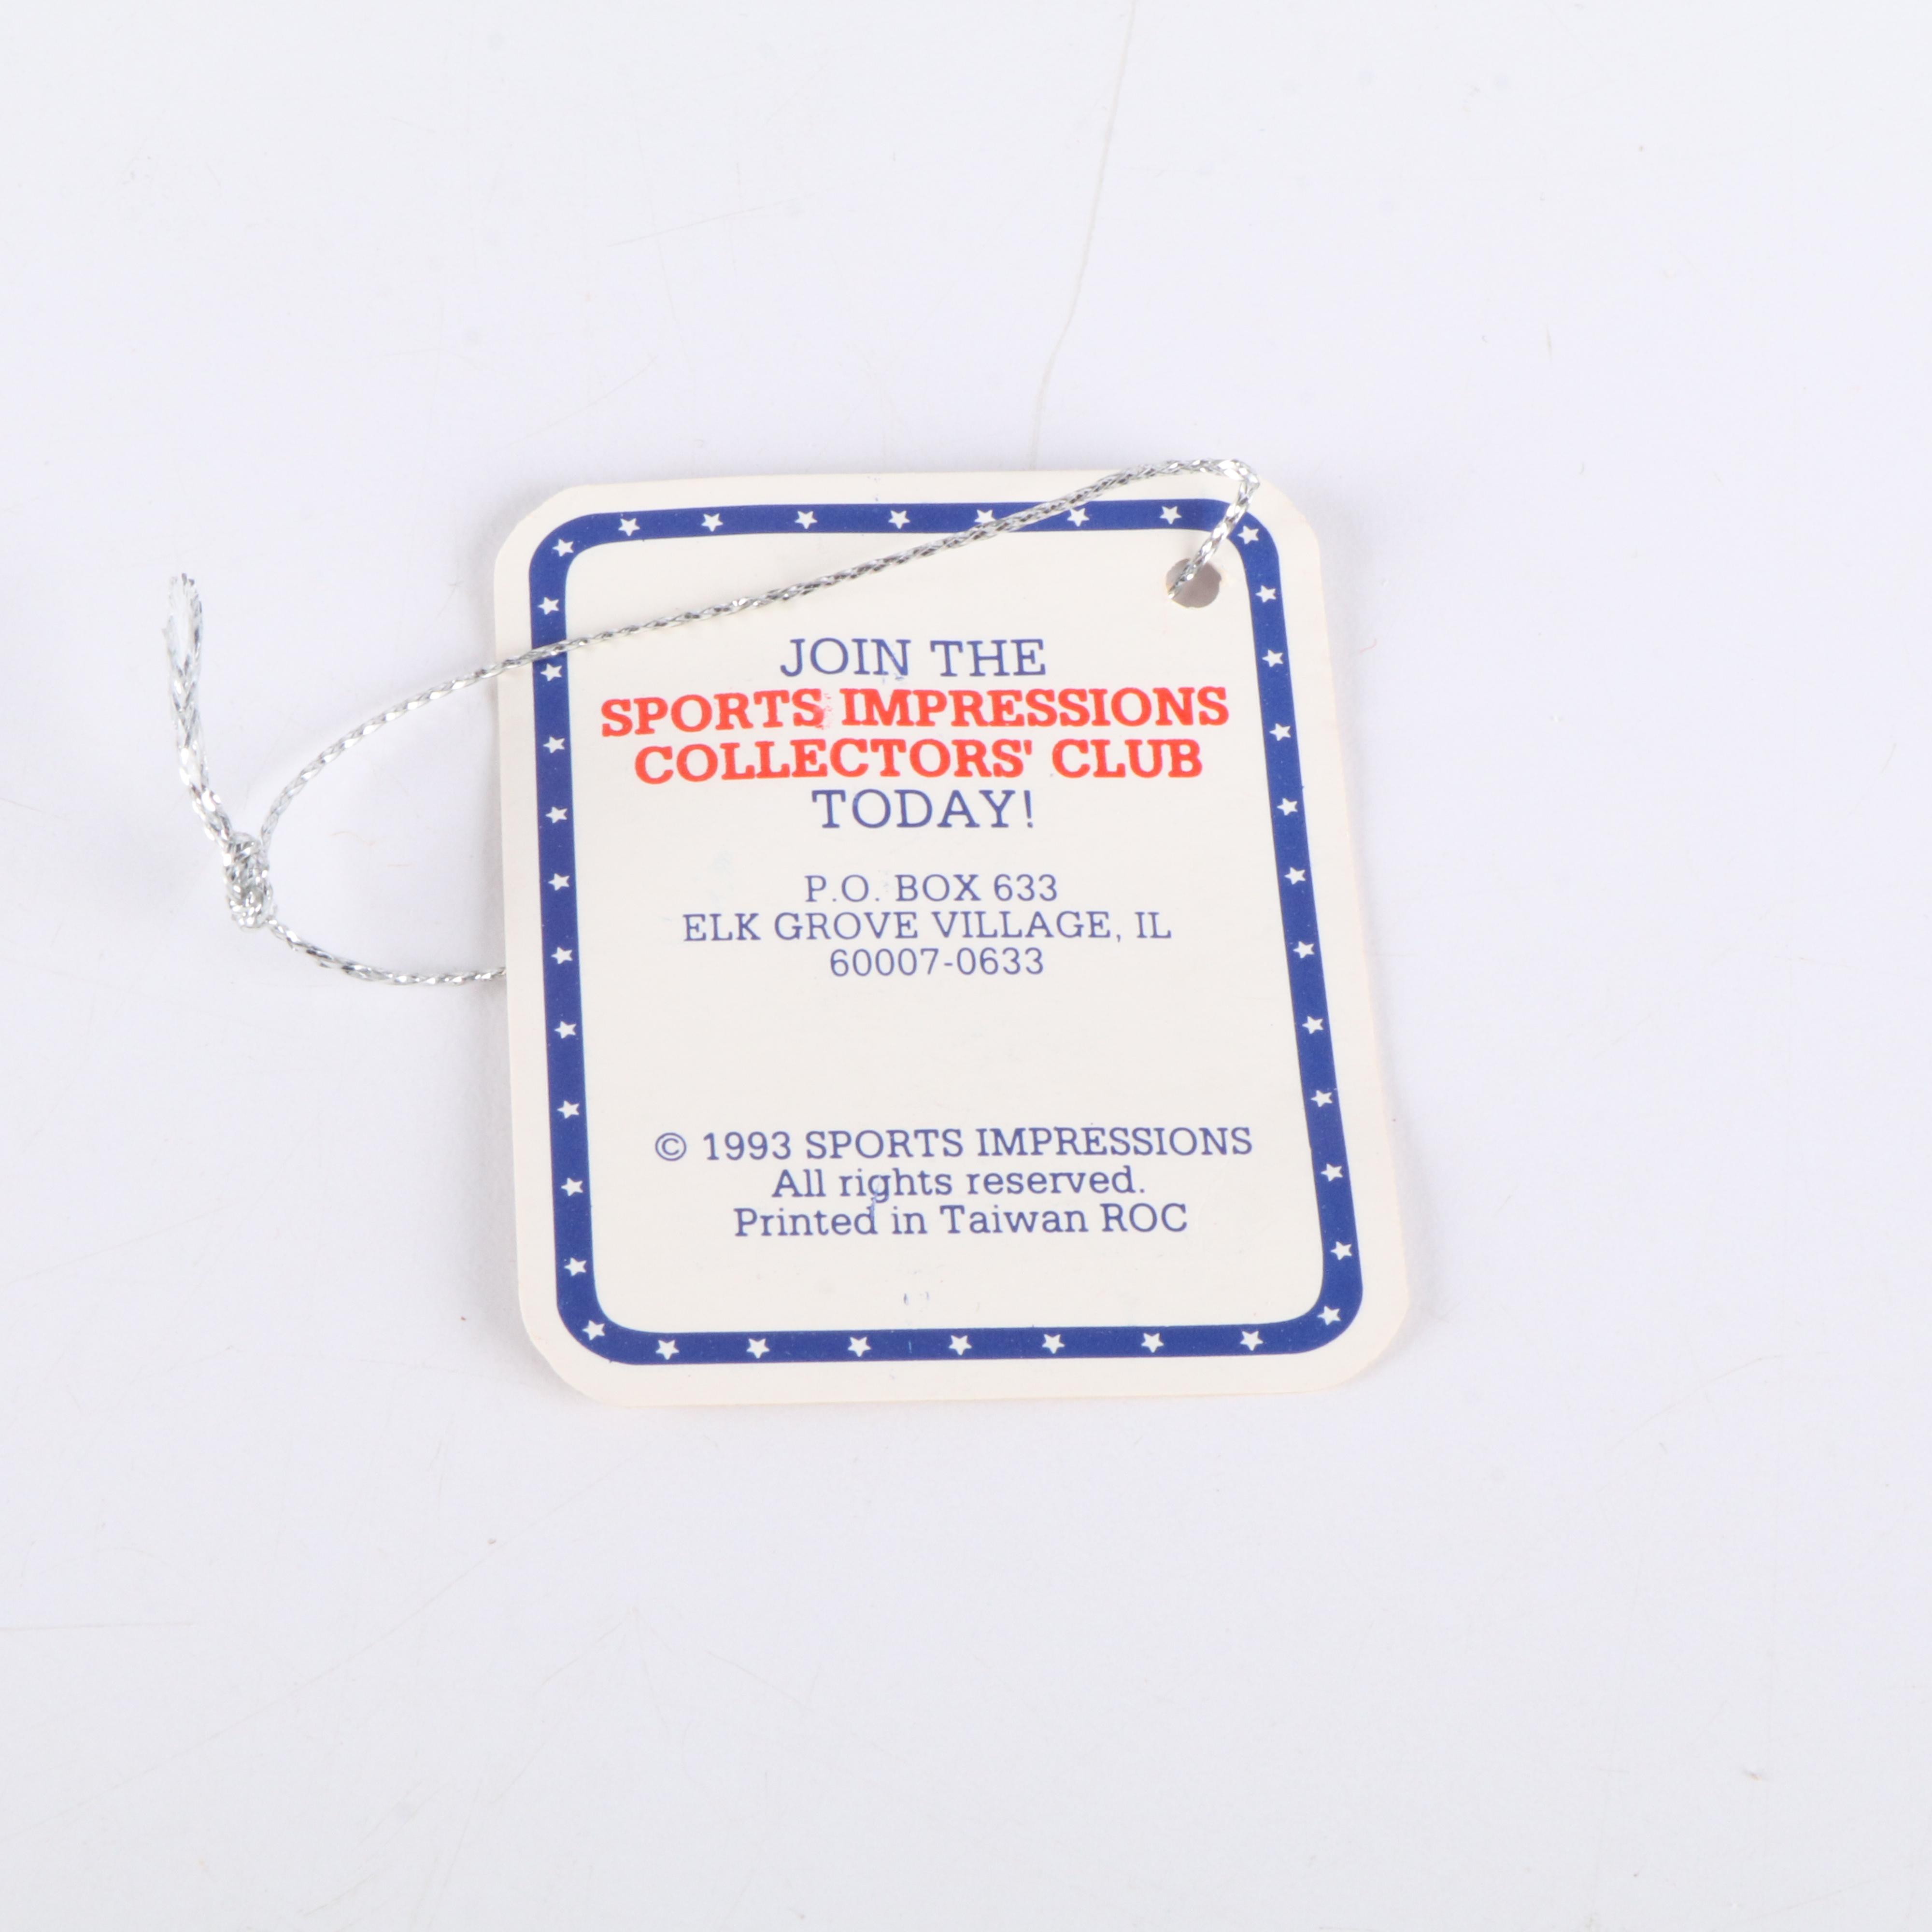 JOIN THE
SPORTS IMPRESSIONS
COLLECTORS' CLUB
TODAY!
P.O. BOX 633
ELK GROVE VILLAGE, IL
60007-0633
© 1993 SPORTS IMPRESSIONS
All rights reserved.
Printed in Taiwan ROC